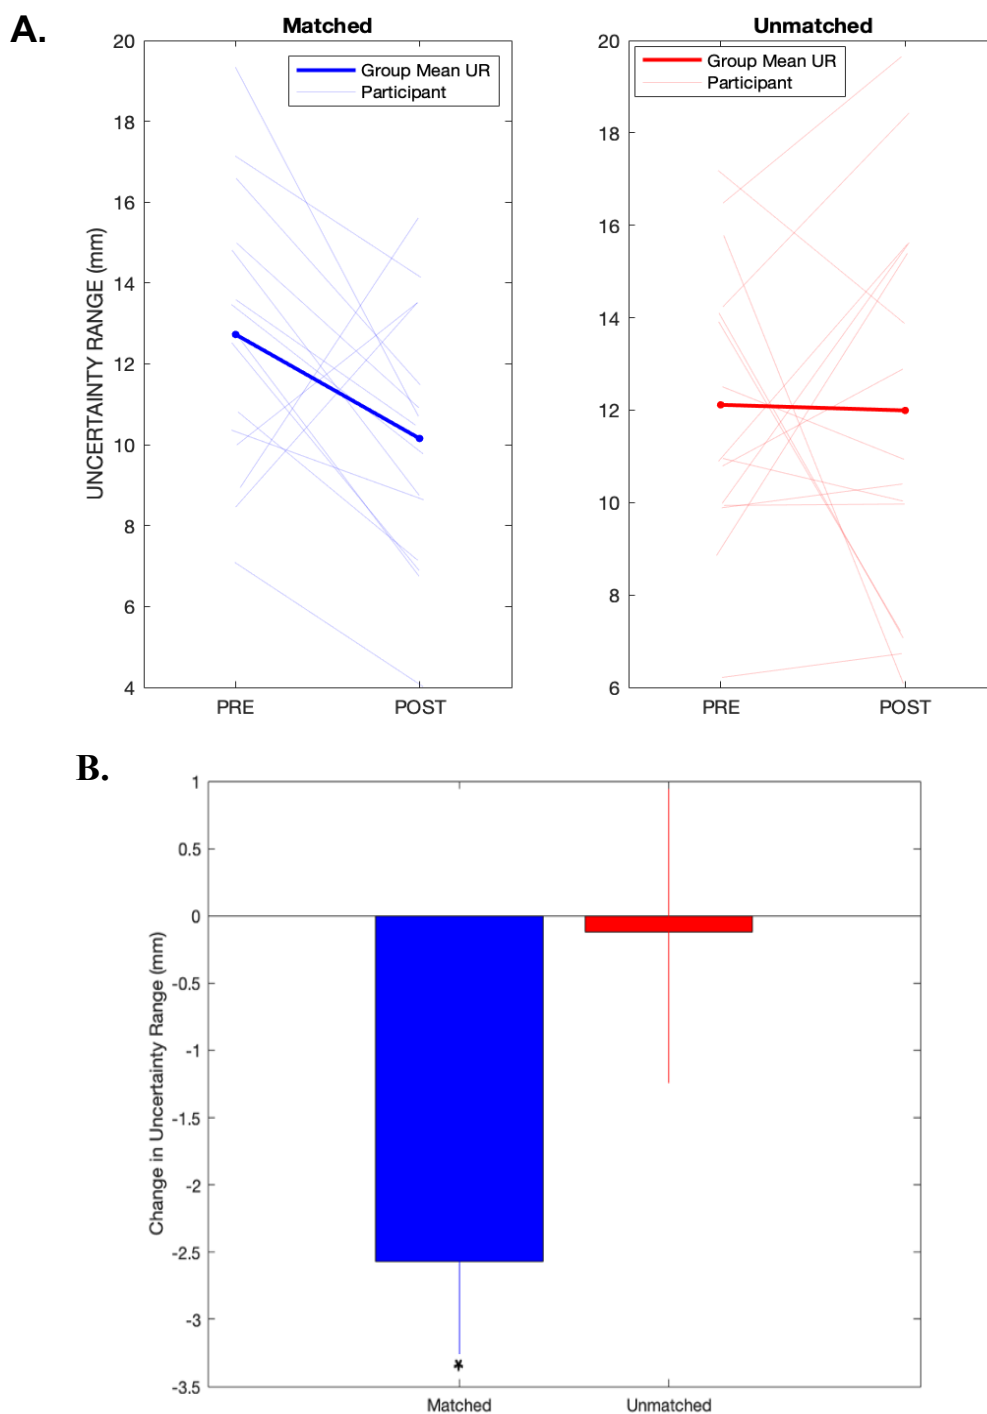 A.
Matched
Unmatched
Group Mean UR
Participant
Group Mean UR
Participant
UNCERTAINTY RANGE (mm)
20
18
16
14
12
10
8
6
4
PRE
POST
20
18
16
14
12
10
8
6
PRE
POST
B.
Change in Uncertainty Range (mm)
1
0.5
0
-0.5
-1
-1.5
-2
-2.5
-3
-3.5
*
Matched
Unmatched